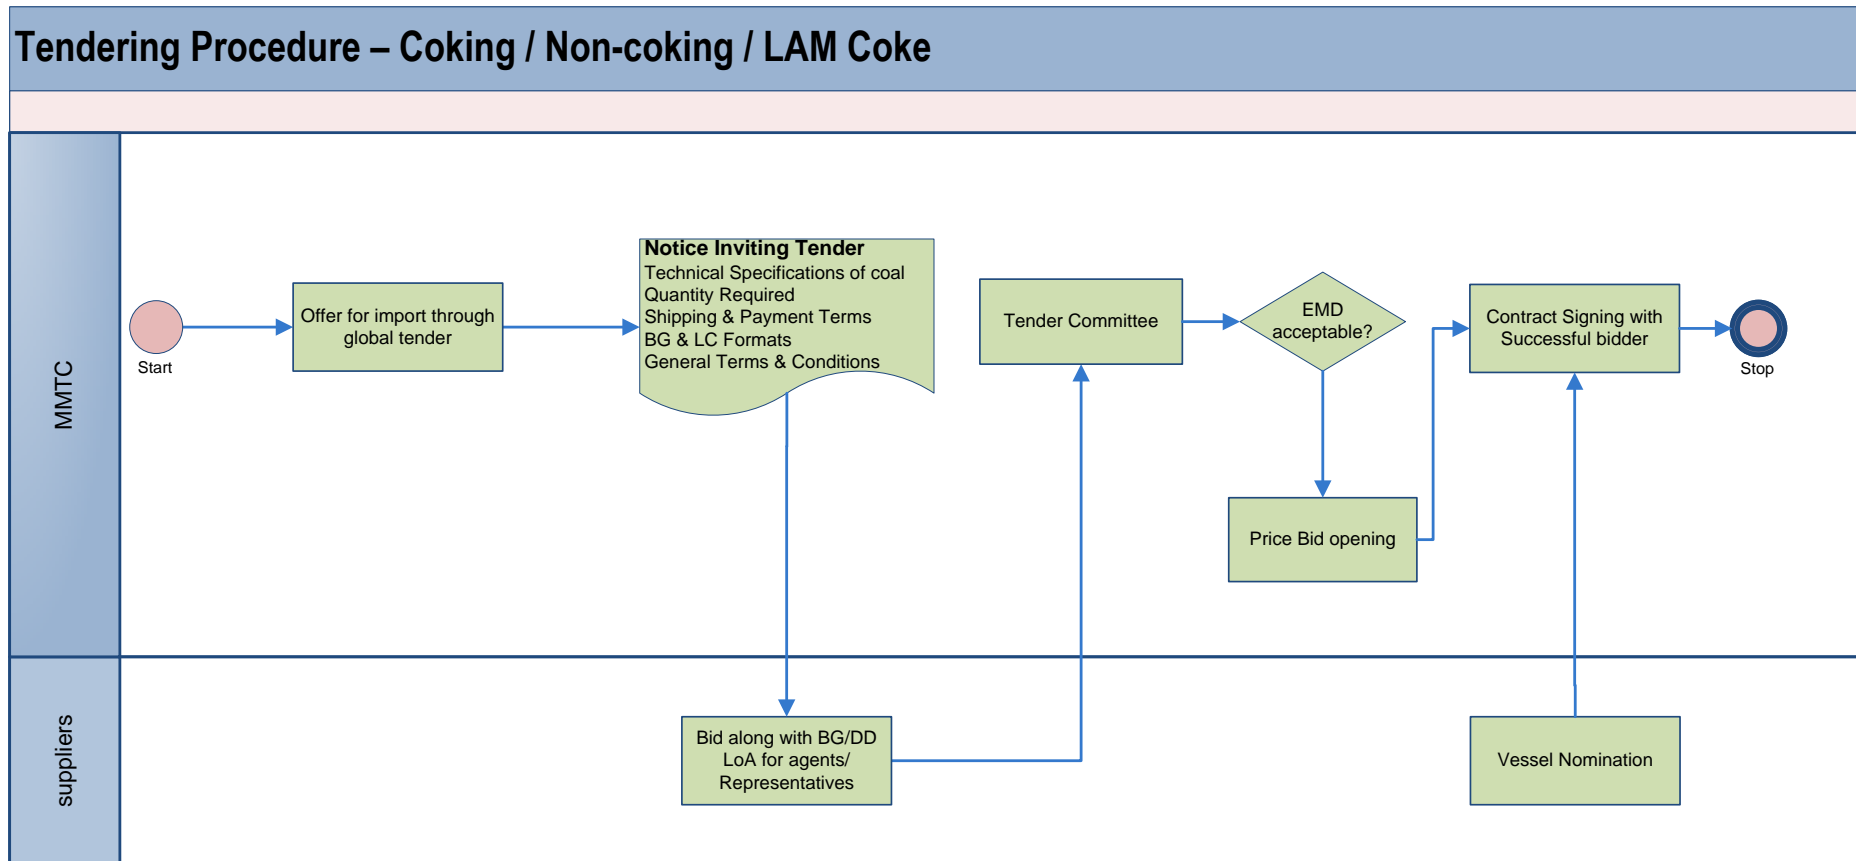 Tendering Procedure – Coking / Non-coking / LAM Coke
MMTC
Start
Offer for import through
global tender
Notice Inviting Tender
Technical Specifications of coal
Quantity Required
Shipping & Payment Terms
BG & LC Formats
General Terms & Conditions
Tender Committee
EMD
acceptable?
Price Bid opening
Contract Signing with
Successful bidder
Stop
suppliers
Bid along with BG/DD
LoA for agents/
Representatives
Vessel Nomination